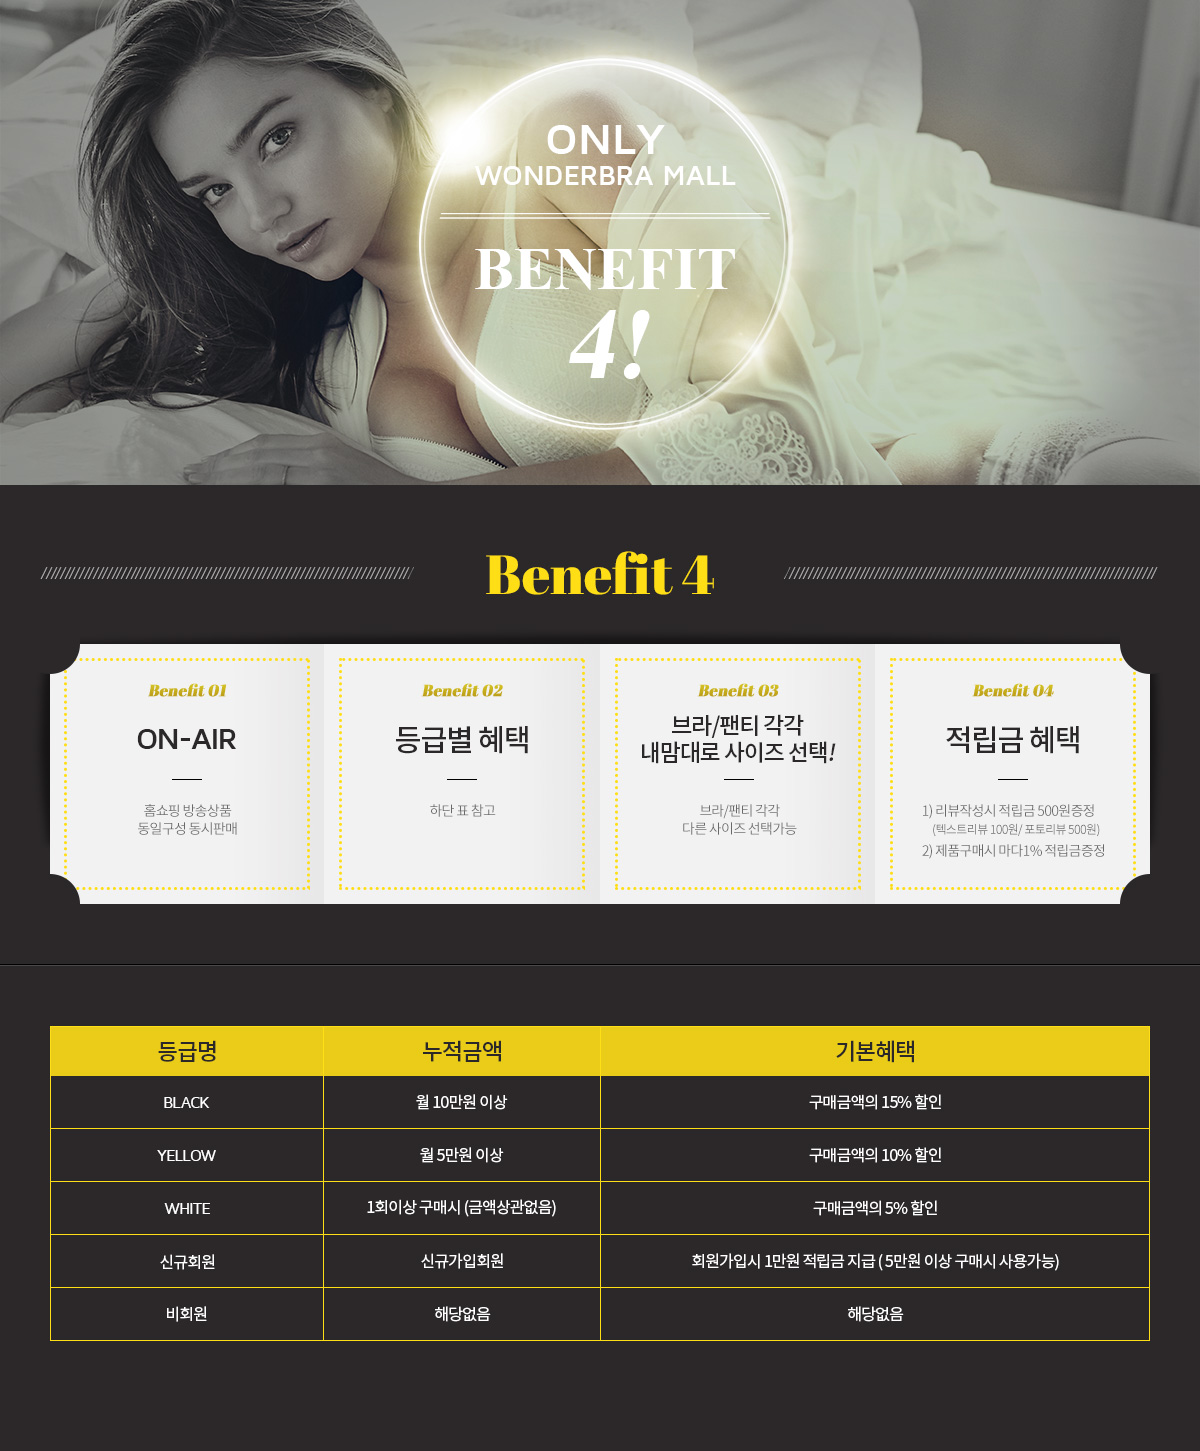 ONLY
WONDERBRA MALL
BENEFIT
4!
Benefit 4
Benefit 01
ON-AIR
홈쇼핑 방송상품
동일구성 동시판매
Benefit 02
등급별 혜택
하단 표 참고
Benefit 03
브라/팬티 각각
내맘대로 사이즈 선택!
브라/팬티 각각
다른 사이즈 선택가능
Benefit 04
적립금 혜택
1) 리뷰작성시 적립금 500원증정
(텍스트리뷰 100원/ 포토리뷰 500원)
2) 제품구매시 마다1% 적립금증정
등급명 누적금액 기본혜택
BLACK 월 10만원 이상 구매금액의 15% 할인
YELLOW 월 5만원 이상 구매금액의 10% 할인
WHITE 1회이상 구매시 (금액상관없음) 구매금액의 5% 할인
신규회원 신규가입회원 회원가입시 1만원 적립금 지급 ( 5만원 이상 구매시 사용가능)
비회원 해당없음 해당없음